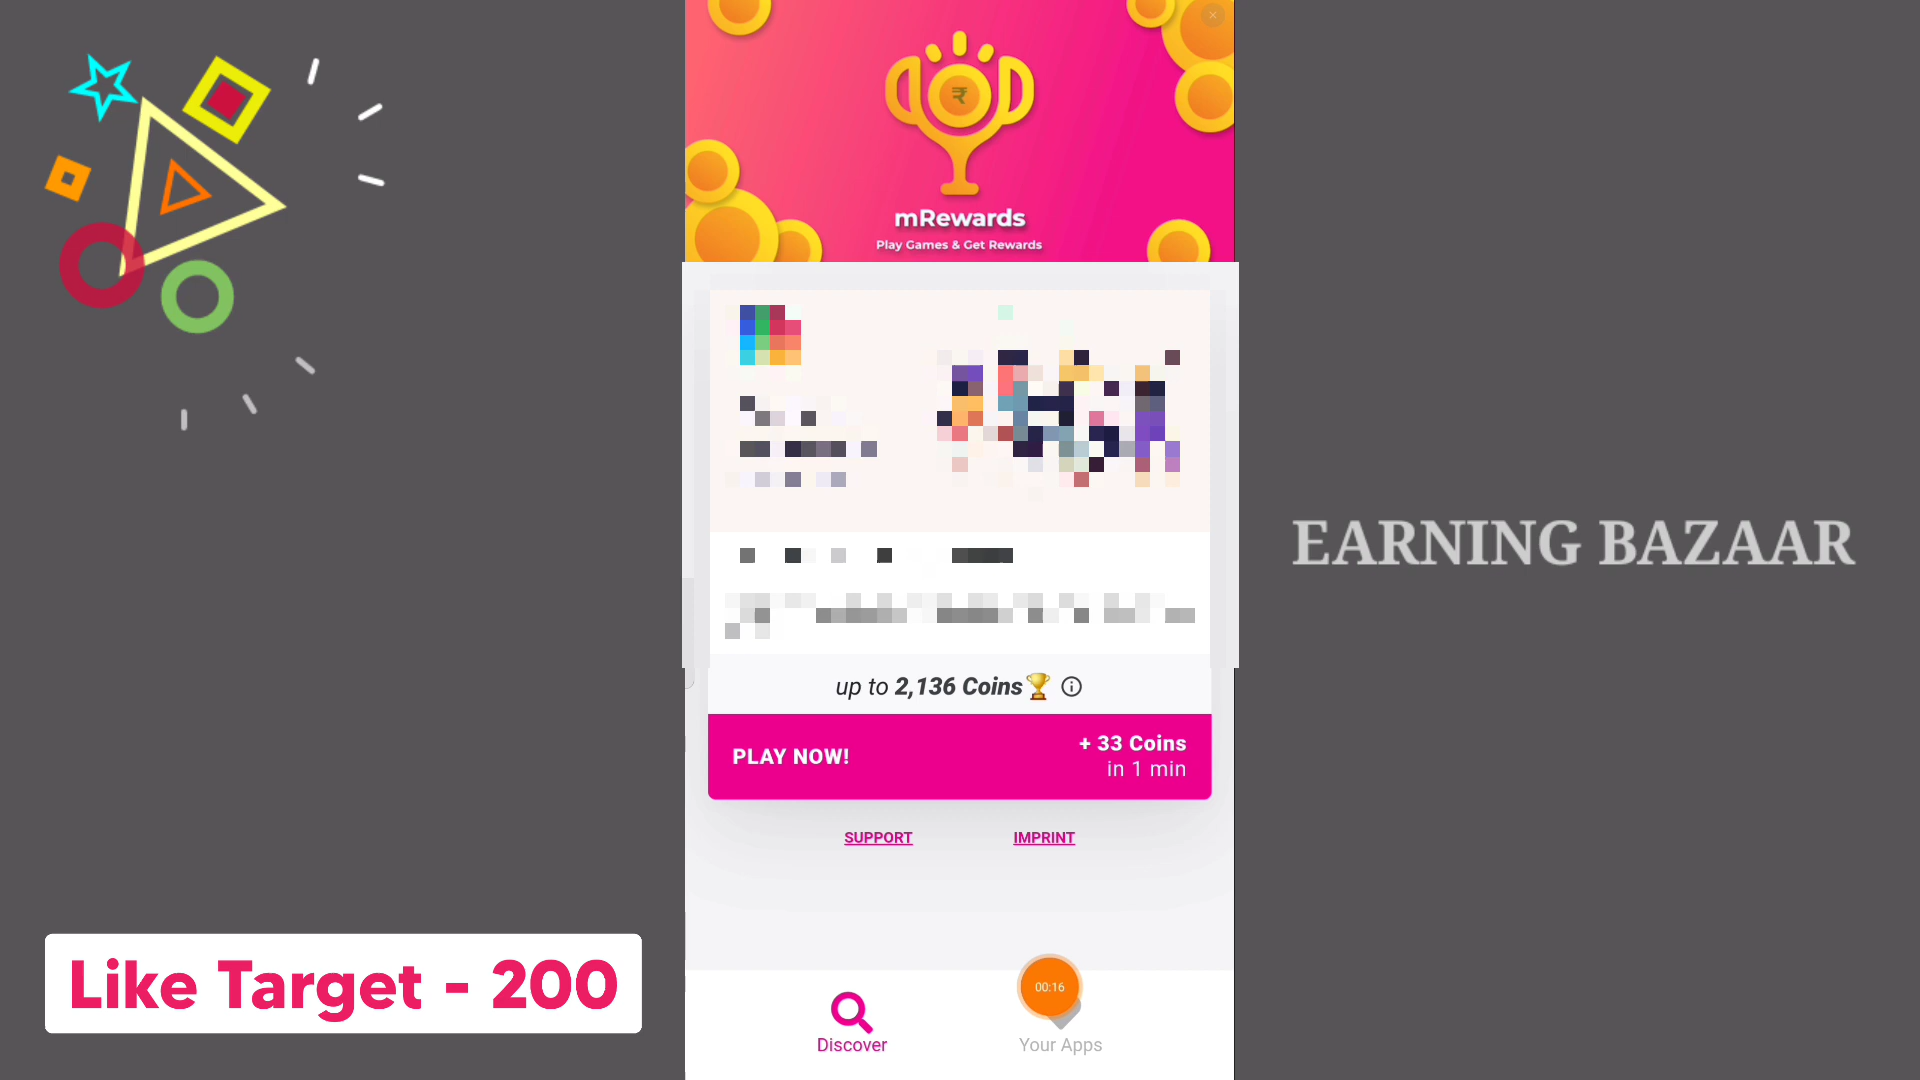 ₹
mRewards
Play Games & Get Rewards
EARNING BAZAAR
up to 2,136 Coins🏆
PLAY NOW!
+ 33 Coins
in 1 min
SUPPORT
IMPRINT
Like Target - 200
00:16
Discover
Your Apps